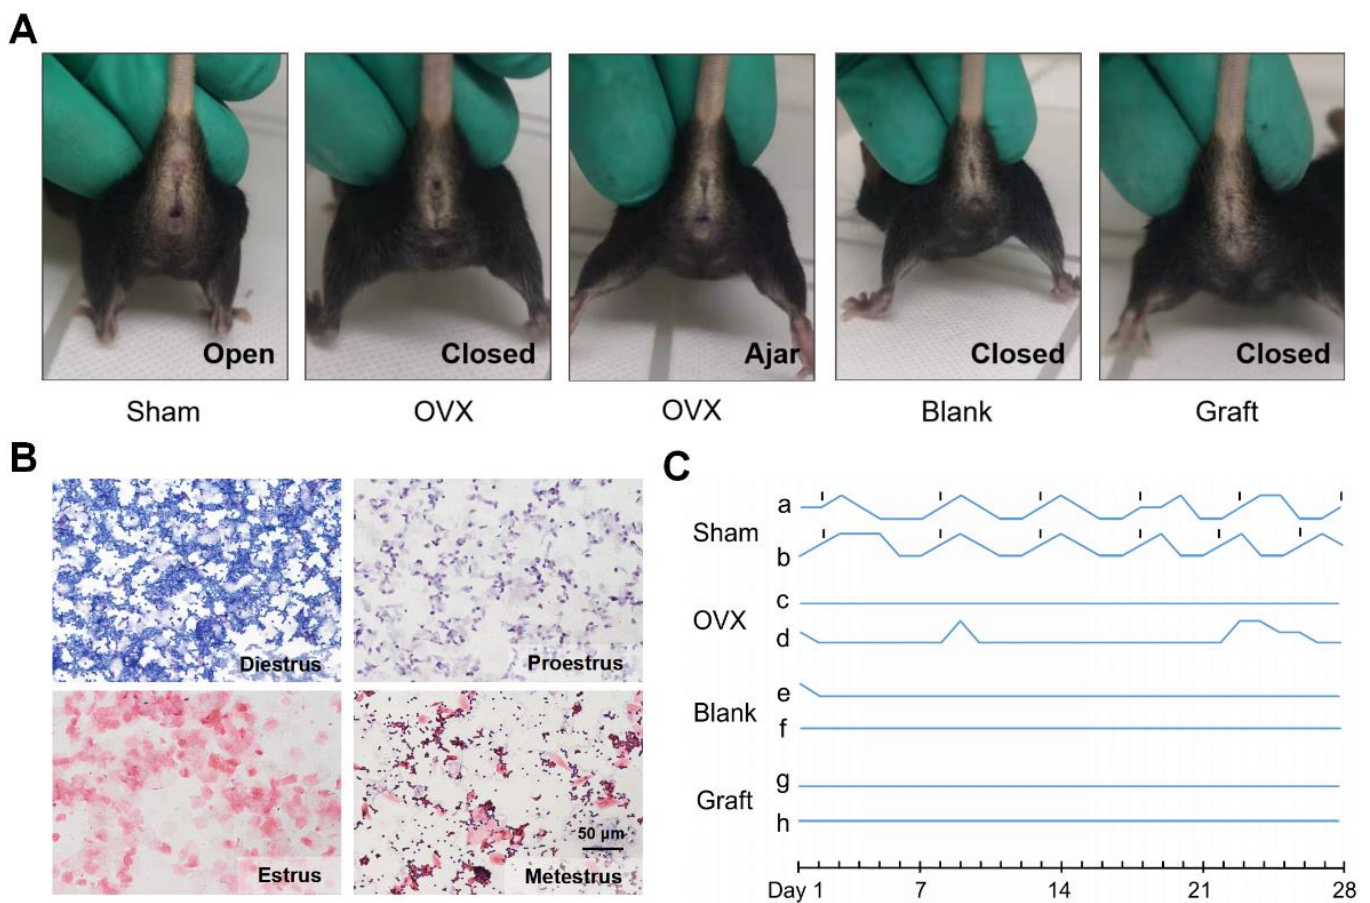 A
Open
Closed
Ajar
Closed
Closed
Sham
OVX
OVX
Blank
Graft
B
Diestrus
Proestrus
Estrus
50 µm
Metestrus
C
Sham
a
b
OVX
c
d
Blank
e
f
Graft
g
h
Day 1 7 14 21 28